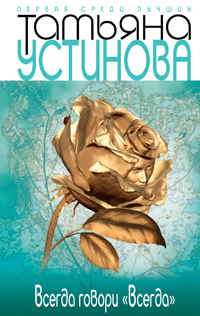 ПЕРВАЯ СРЕДИ ЛУЧШИХ
ТАТЬЯНА
УСТИНОВА
Всегда говори «Всегда»